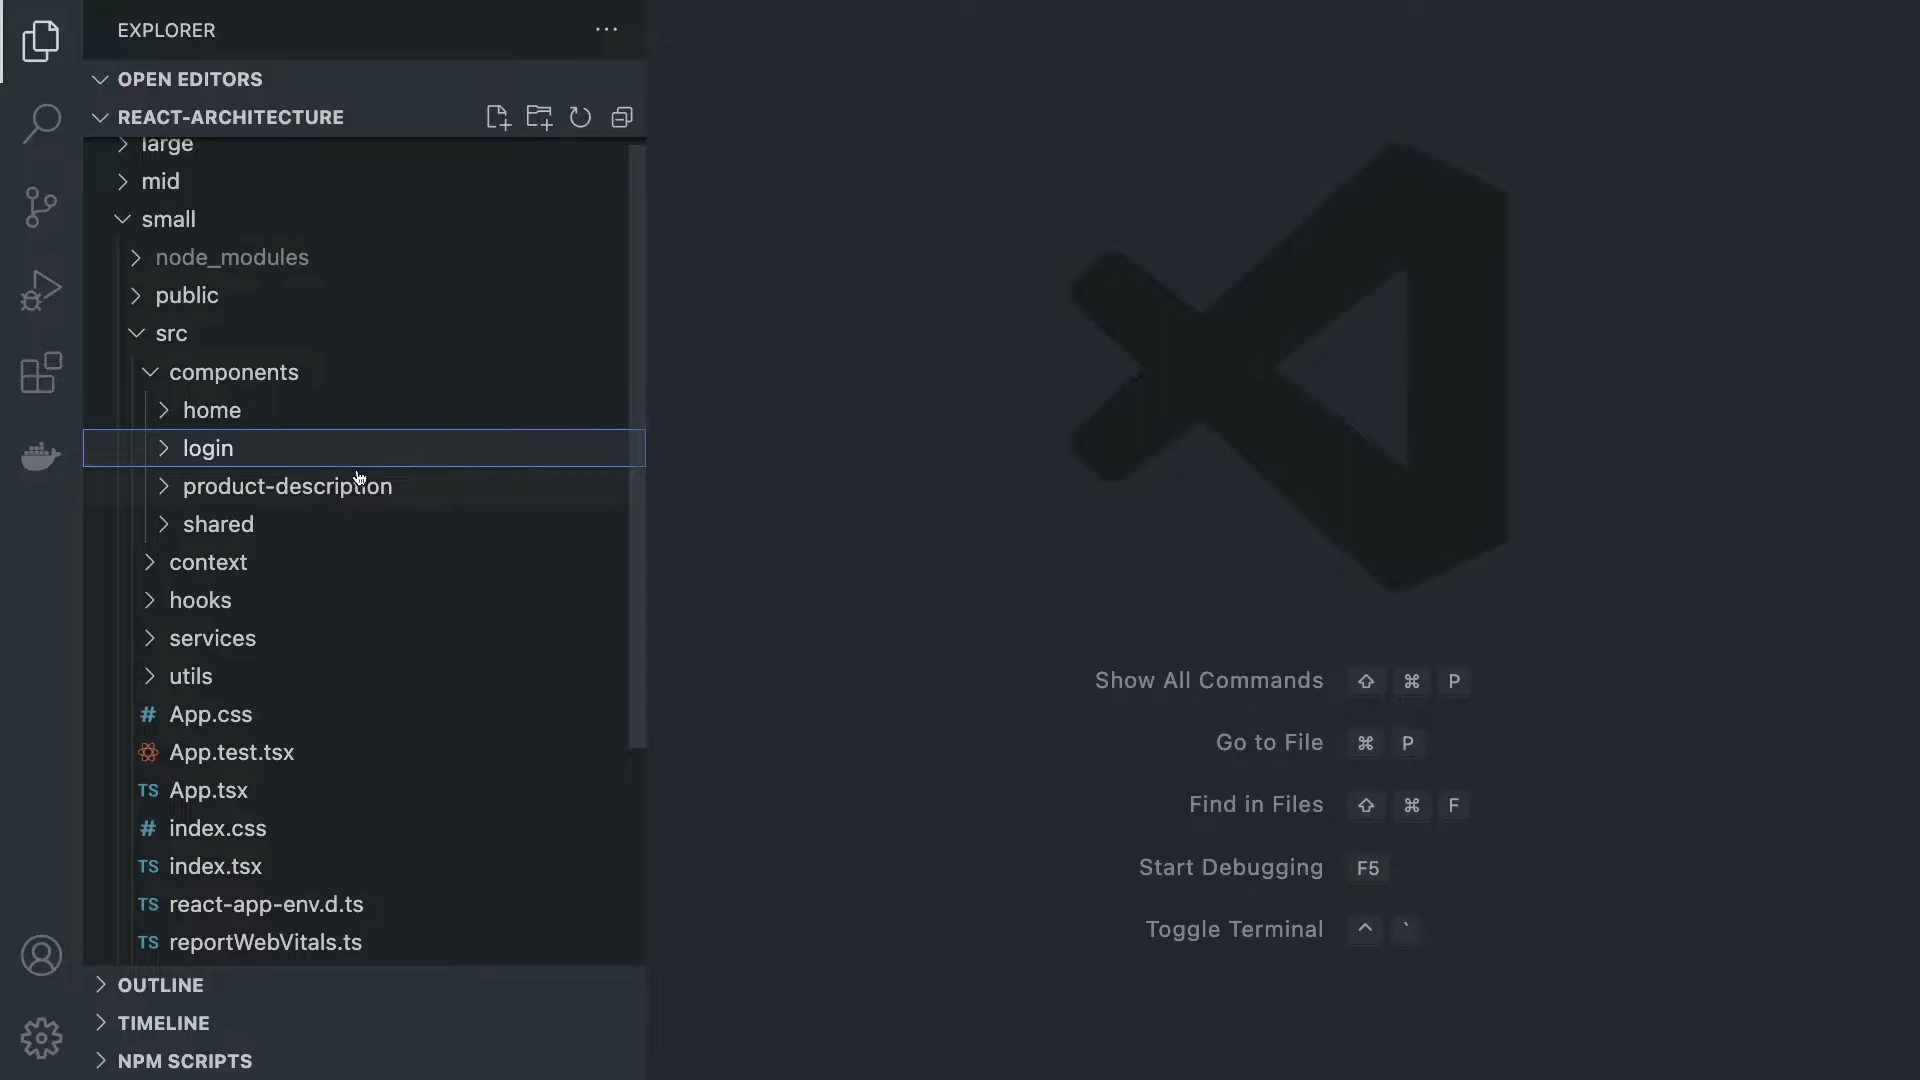 EXPLORER
OPEN EDITORS
REACT-ARCHITECTURE
large
mid
small
node_modules
public
src
components
home
login
product-description
shared
context
hooks
services
utils
# App.css
App.test.tsx
TS App.tsx
# index.css
TS index.tsx
TS react-app-env.d.ts
TS reportWebVitals.ts
OUTLINE
TIMELINE
NPM SCRIPTS
Show All Commands ⇧ ⌘ P
Go to File ⌘ P
Find in Files ⇧ ⌘ F
Start Debugging F5
Toggle Terminal ^ `